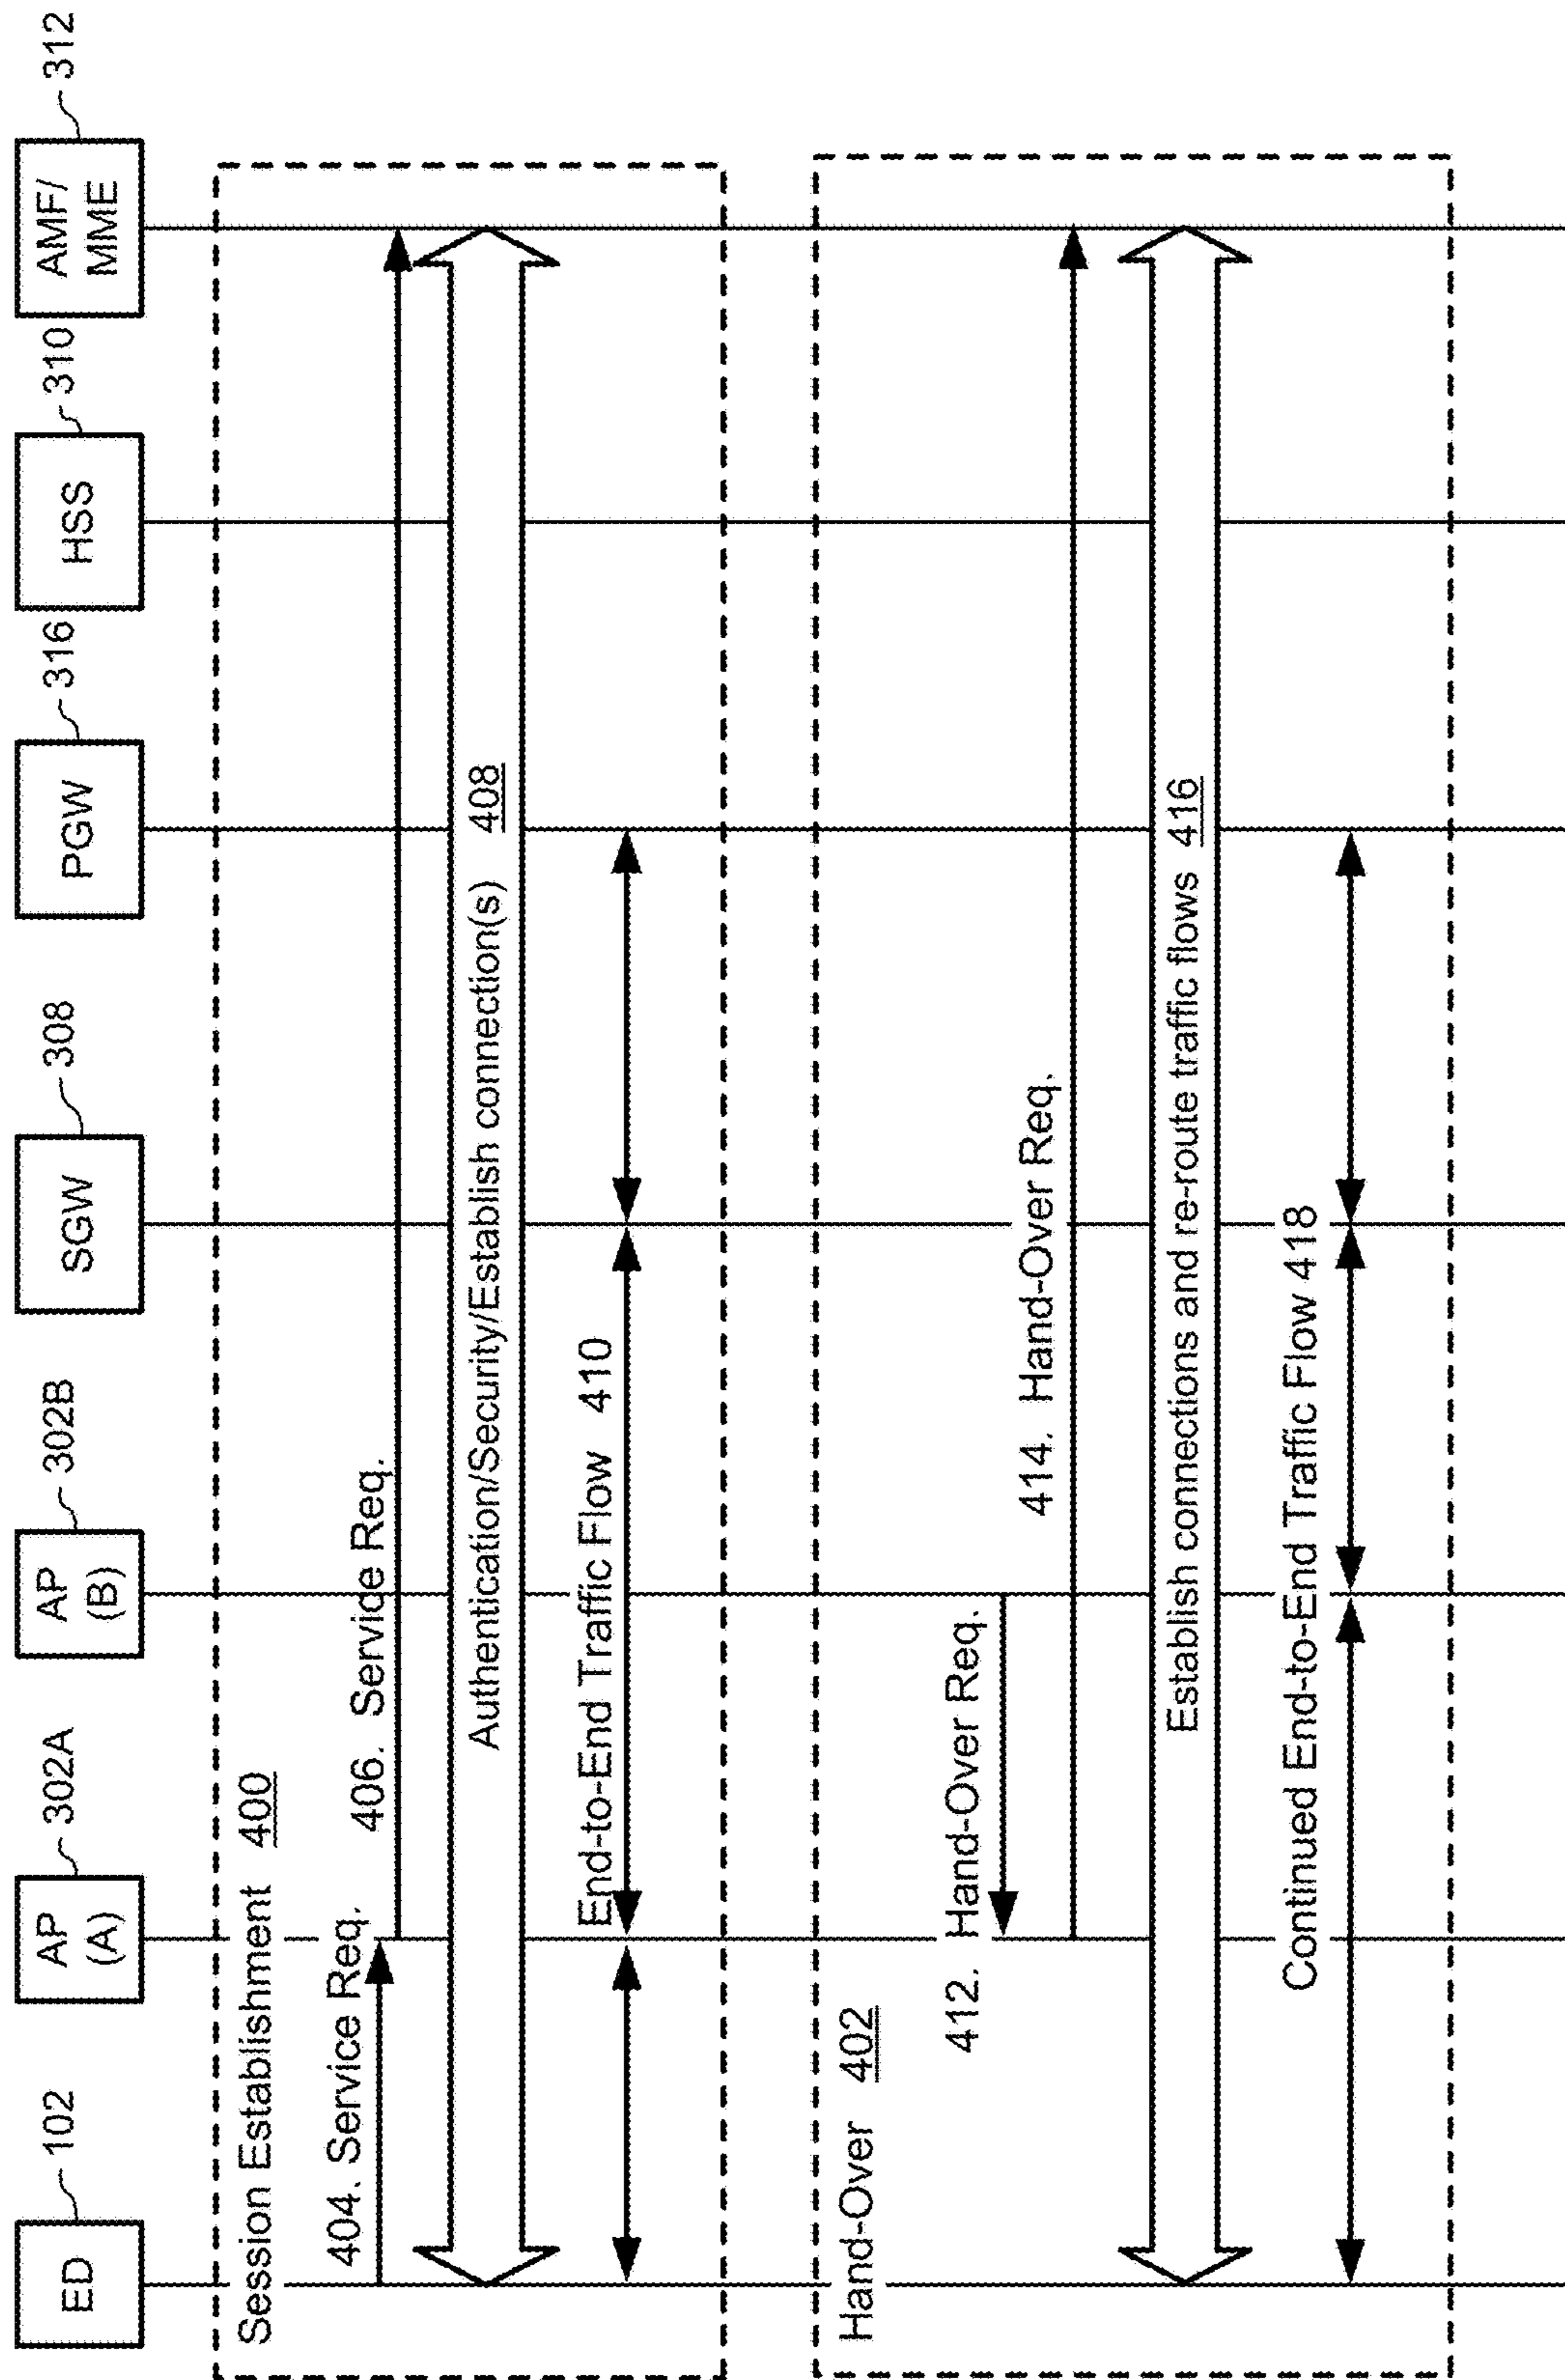 ED
102
AP
(A)
302A
AP
(B)
302B
SGW
308
PGW
316
HSS
310
AMF/
MME
312
Session Establishment 400
404. Service Req.
406. Service Req.
Authentication/Security/Establish connection(s) 408
End-to-End Traffic Flow 410
Hand-Over 402
412. Hand-Over Req.
414. Hand-Over Req.
Establish connections and re-route traffic flows 416
Continued End-to-End Traffic Flow 418